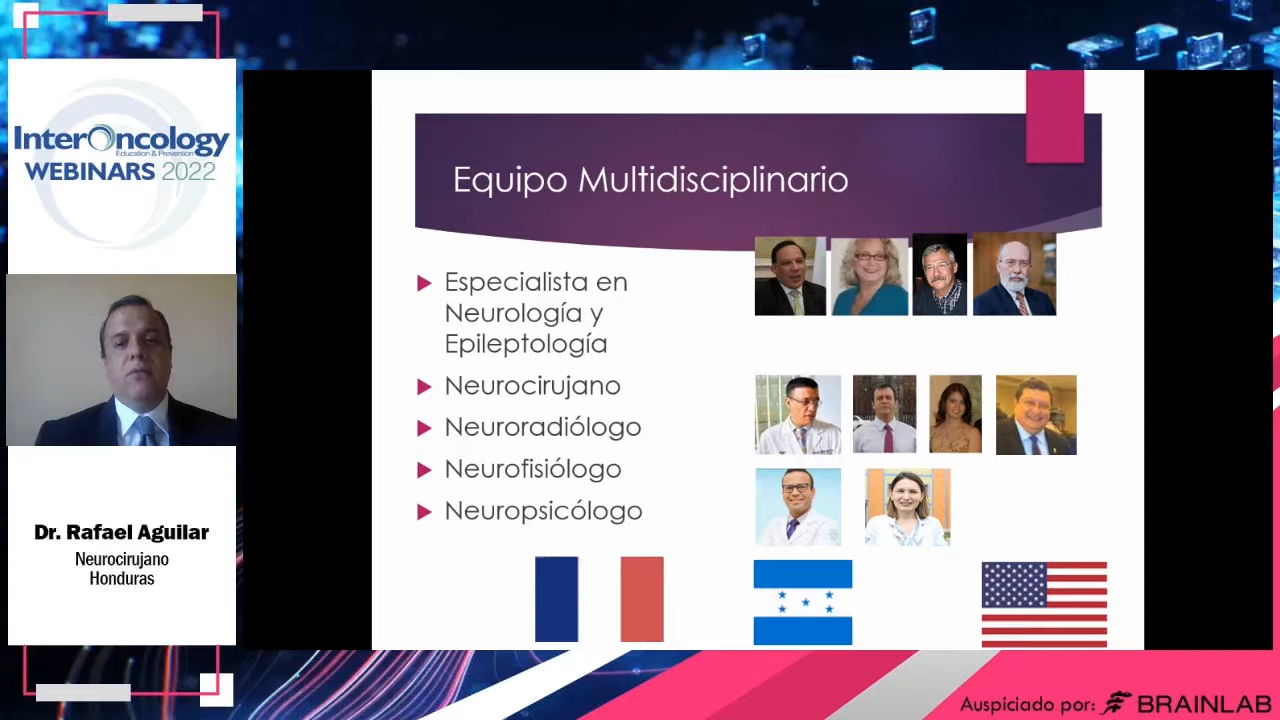 InterOncology
Education & Prevention
WEBINARS 2022
Dr. Rafael Aguilar
Neurocirujano
Honduras
Equipo Multidisciplinario
Especialista en
Neurología y
Epileptología
Neurocirujano
Neuroradiólogo
Neurofisiólogo
Neuropsicólogo
Auspiciado por: BRAINLAB